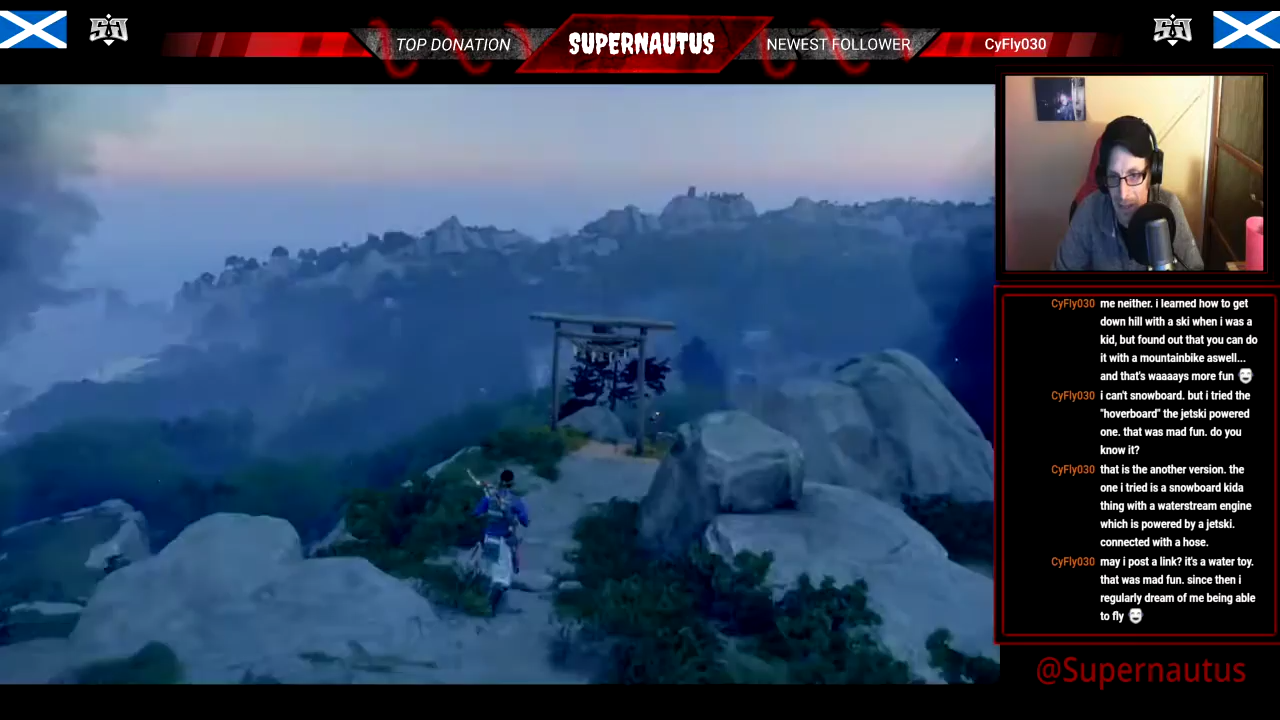 TOP DONATION
SUPERNAUTUS
NEWEST FOLLOWER
CyFly030
CyFly030 me neither. i learned how to get
down hill with a ski when i was a
kid, but found out that you can do
it with a mountainbike aswell...
and that's waaaays more fun
CyFly030 i can't snowboard. but i tried the
"hoverboard" the jetski powered
one. that was mad fun. do you
know it?
CyFly030 that is the another version. the
one i tried is a snowboard kida
thing with a waterstream engine
which is powered by a jetski.
connected with a hose.
CyFly030 may i post a link? it's a water toy.
that was mad fun. since then i
regularly dream of me being able
to fly
@Supernautus